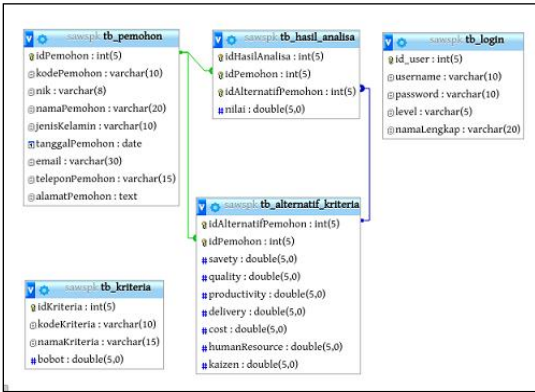 sawspk tb_pemohon
idPemohon : int(5)
kodePemohon : varchar(10)
nik : varchar(8)
namaPemohon : varchar(20)
jenisKelamin : varchar(10)
tanggalPemohon : date
email : varchar(30)
teleponPemohon : varchar(15)
alamatPemohon : text
sawspk tb_hasil_analisa
idHasilAnalisa : int(5)
idPemohon : int(5)
idAlternatifPemohon : int(5)
# nilai : double(5,0)
sawspk tb_login
id_user : int(5)
username : varchar(10)
password : varchar(10)
level : varchar(5)
namaLengkap : varchar(20)
sawspk tb_alternatif_kriteria
idAlternatifPemohon : int(5)
idPemohon : int(5)
# savety : double(5,0)
# quality : double(5,0)
# productivity : double(5,0)
# delivery : double(5,0)
# cost : double(5,0)
# humanResource : double(5,0)
# kaizen : double(5,0)
sawspk tb_kriteria
idKriteria : int(5)
kodeKriteria : varchar(10)
namaKriteria : varchar(15)
# bobot : double(5,0)